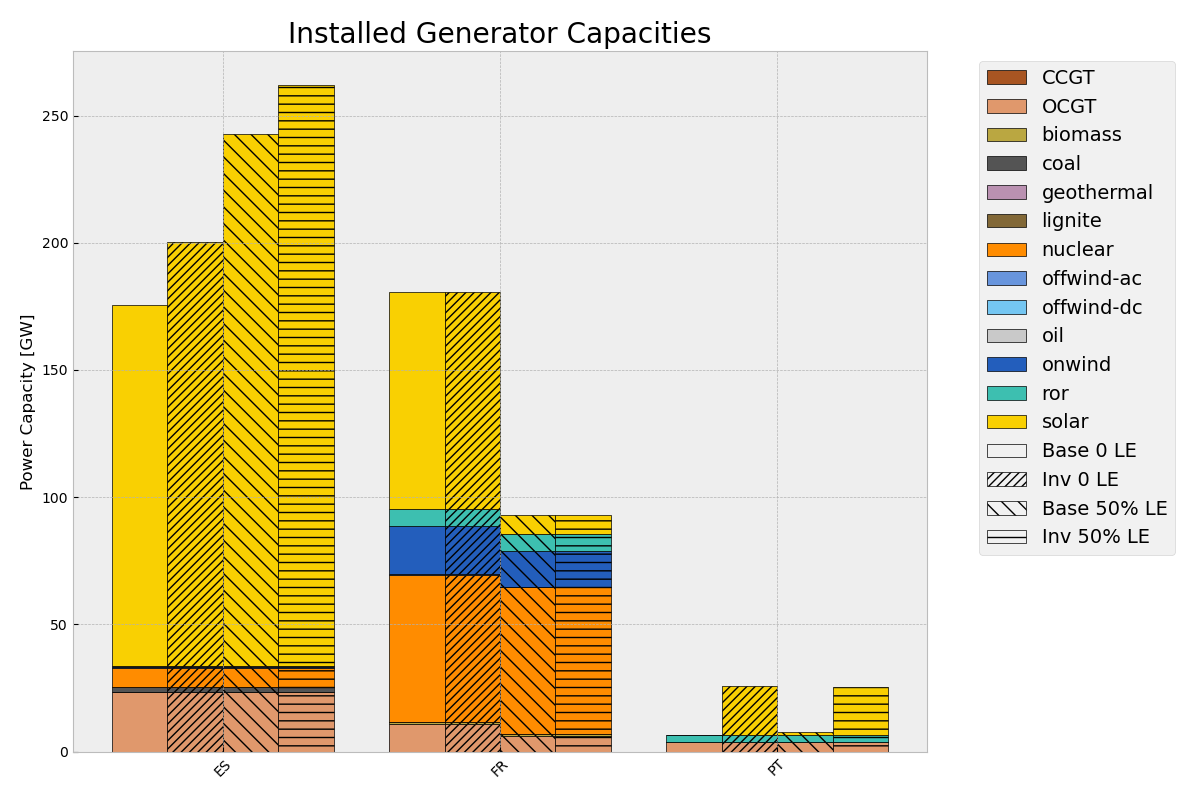 Installed Generator Capacities
Power Capacity [GW]
250
200
150
100
50
0
ES
FR
PT
CCGT
OCGT
biomass
coal
geothermal
lignite
nuclear
offwind-ac
offwind-dc
oil
onwind
ror
solar
Base 0 LE
Inv 0 LE
Base 50% LE
Inv 50% LE